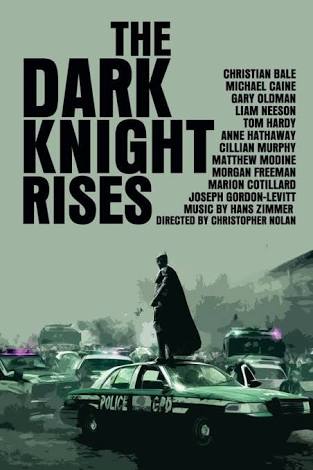 THE
DARK
KNIGHT
RISES
CHRISTIAN BALE
MICHAEL CAINE
GARY OLDMAN
LIAM NEESON
TOM HARDY
ANNE HATHAWAY
CILLIAN MURPHY
MATTHEW MODINE
MORGAN FREEMAN
MARION COTILLARD
JOSEPH GORDON-LEVITT
MUSIC BY HANS ZIMMER
DIRECTED BY CHRISTOPHER NOLAN
POLICE GPD